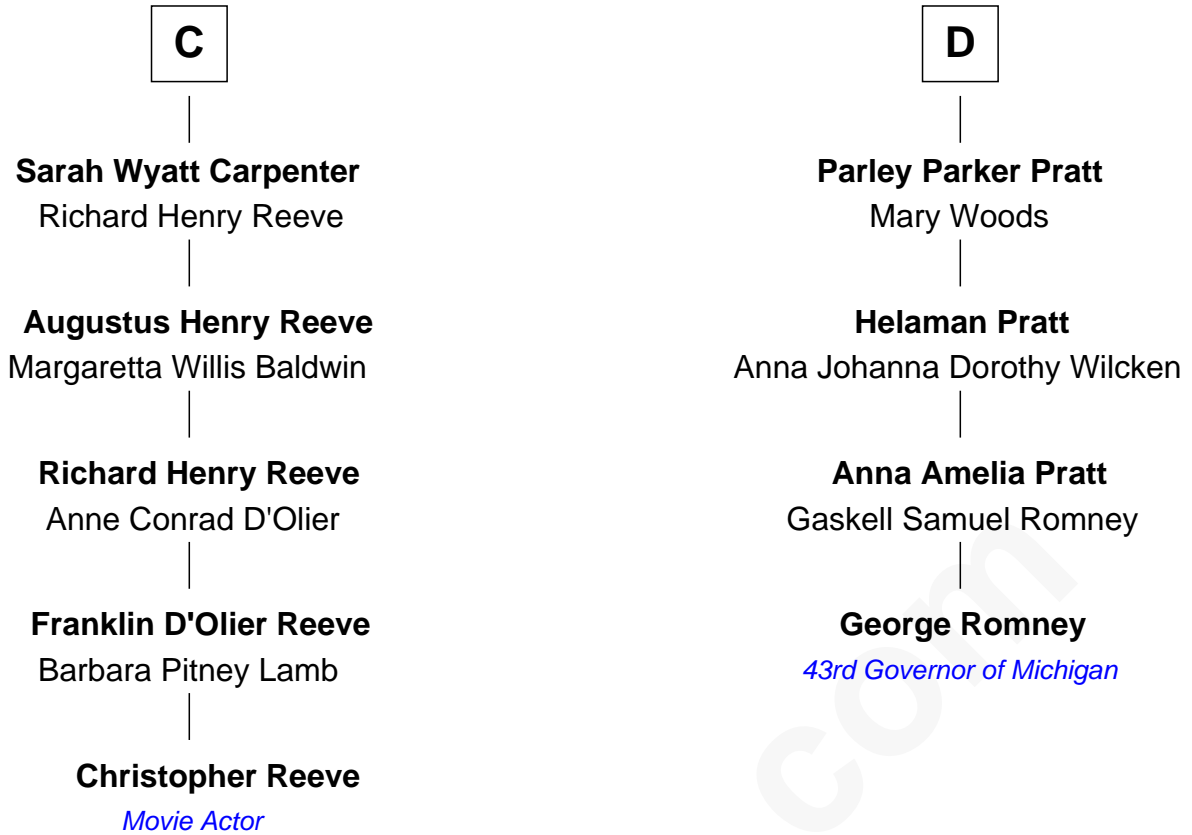 C
Sarah Wyatt Carpenter
Richard Henry Reeve
Augustus Henry Reeve
Margaretta Willis Baldwin
Richard Henry Reeve
Anne Conrad D'Olier
Franklin D'Olier Reeve
Barbara Pitney Lamb
Christopher Reeve
Movie Actor
D
Parley Parker Pratt
Mary Woods
Helaman Pratt
Anna Johanna Dorothy Wilcken
Anna Amelia Pratt
Gaskell Samuel Romney
George Romney
43rd Governor of Michigan
com